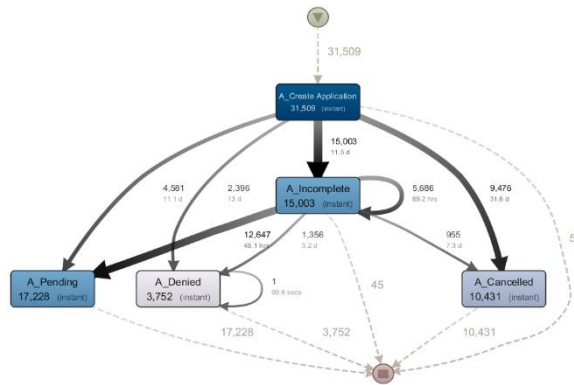 31,509
A_Create Application
31,509 (instant)
15,003
11.5 d
4,581
11.1 d
2,396
13 d
A_Incomplete
15,003 (instant)
5,686
69.2 hrs
9,476
31.6 d
12,647
48.1 hrs
1,356
3.2 d
955
7.3 d
A_Pending
17,228 (instant)
A_Denied
3,752 (instant)
1
secs
45
A_Cancelled
10,431 (instant)
17,228
3,752
10,431